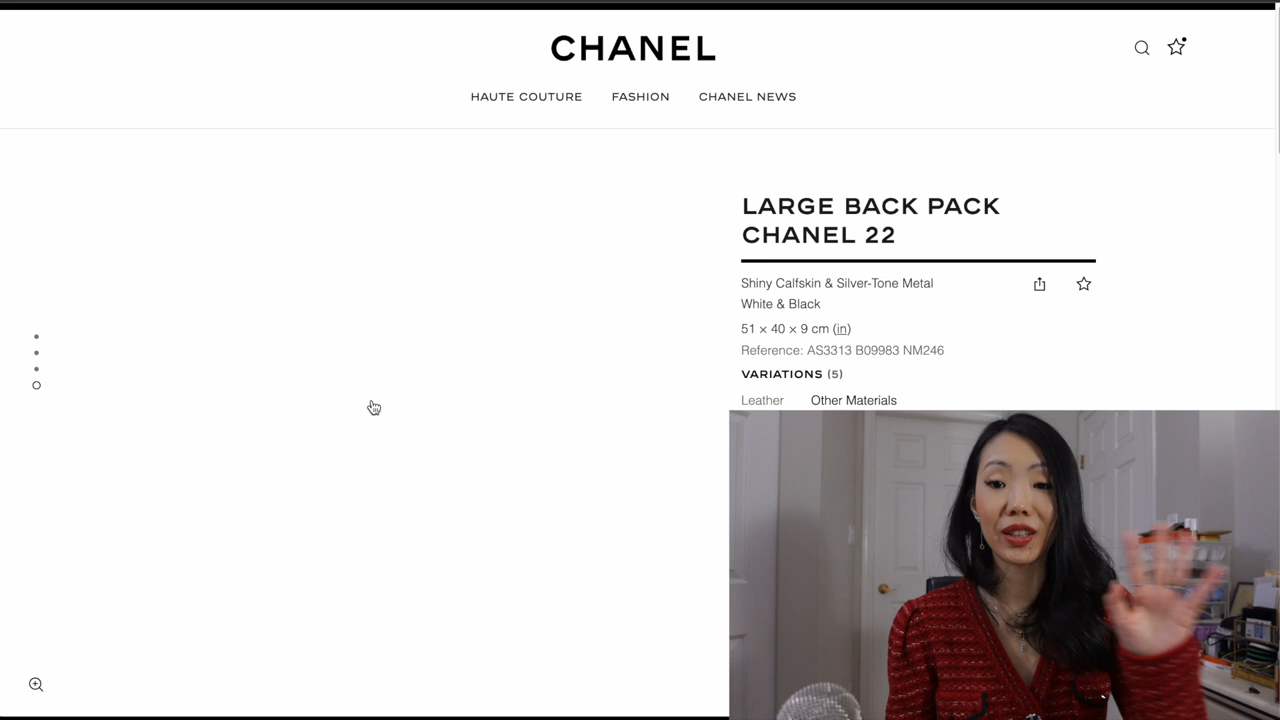 CHANEL
HAUTE COUTURE FASHION CHANEL NEWS
LARGE BACK PACK
CHANEL 22
Shiny Calfskin & Silver-Tone Metal
White & Black
51 × 40 × 9 cm (in)
Reference: AS3313 B09983 NM246
VARIATIONS (5)
Leather Other Materials